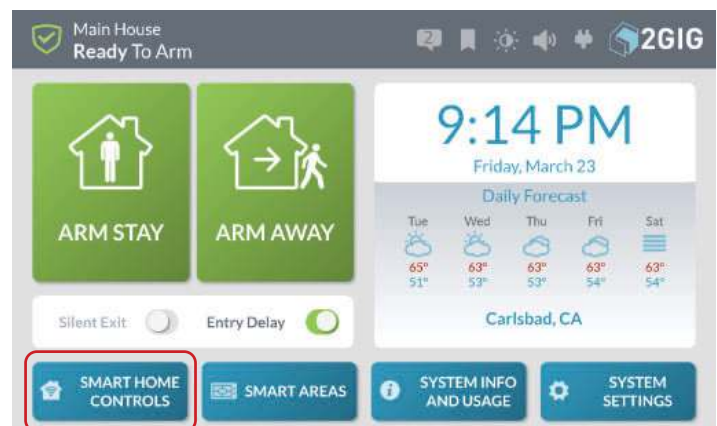 Main House
Ready To Arm
2
2GIG
ARM STAY
ARM AWAY
9:14 PM
Friday, March 23
Daily Forecast
Tue Wed Thu Fri Sat
65° 63° 63° 63° 63°
51° 53° 53° 54° 54°
Carlsbad, CA
Silent Exit
Entry Delay
SMART HOME
CONTROLS
SMART AREAS
SYSTEM INFO
AND USAGE
SYSTEM
SETTINGS